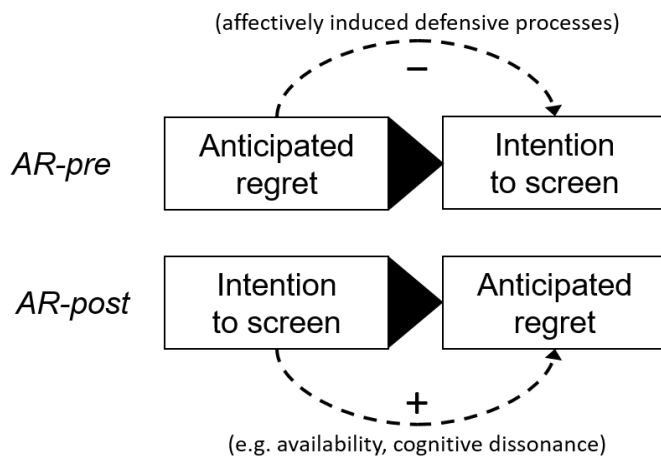 (affectively induced defensive processes)
−
AR-pre
Anticipated
regret
Intention
to screen
AR-post
Intention
to screen
Anticipated
regret
+
(e.g. availability, cognitive dissonance)